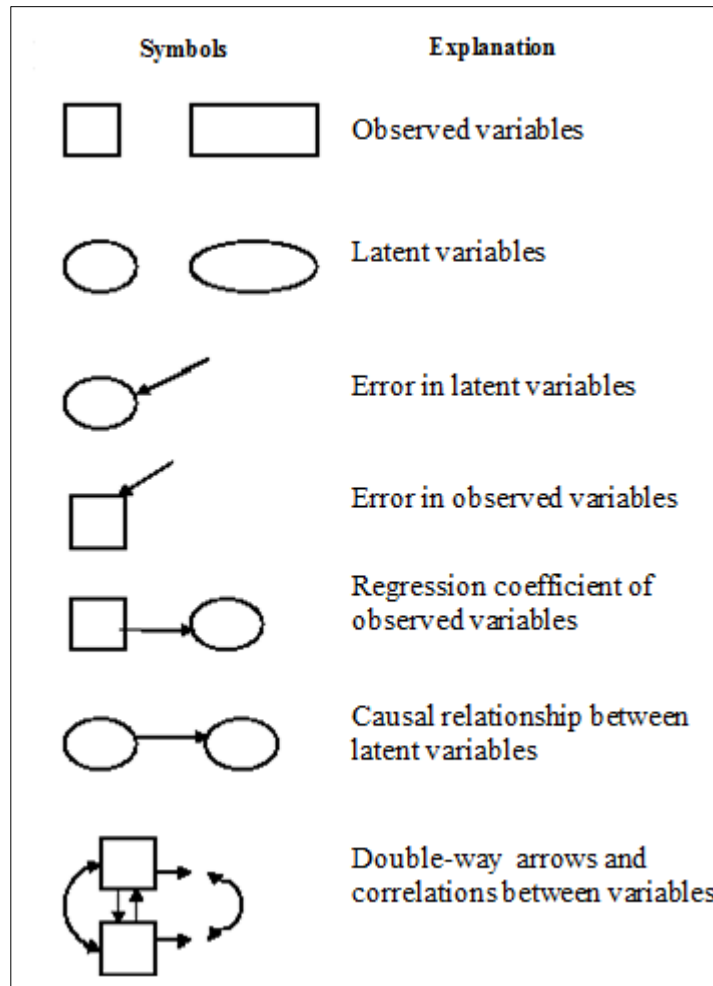 Symbols Explanation
Observed variables
Latent variables
Error in latent variables
Error in observed variables
Regression coefficient of
observed variables
Causal relationship between
latent variables
Double-way arrows and
correlations between variables